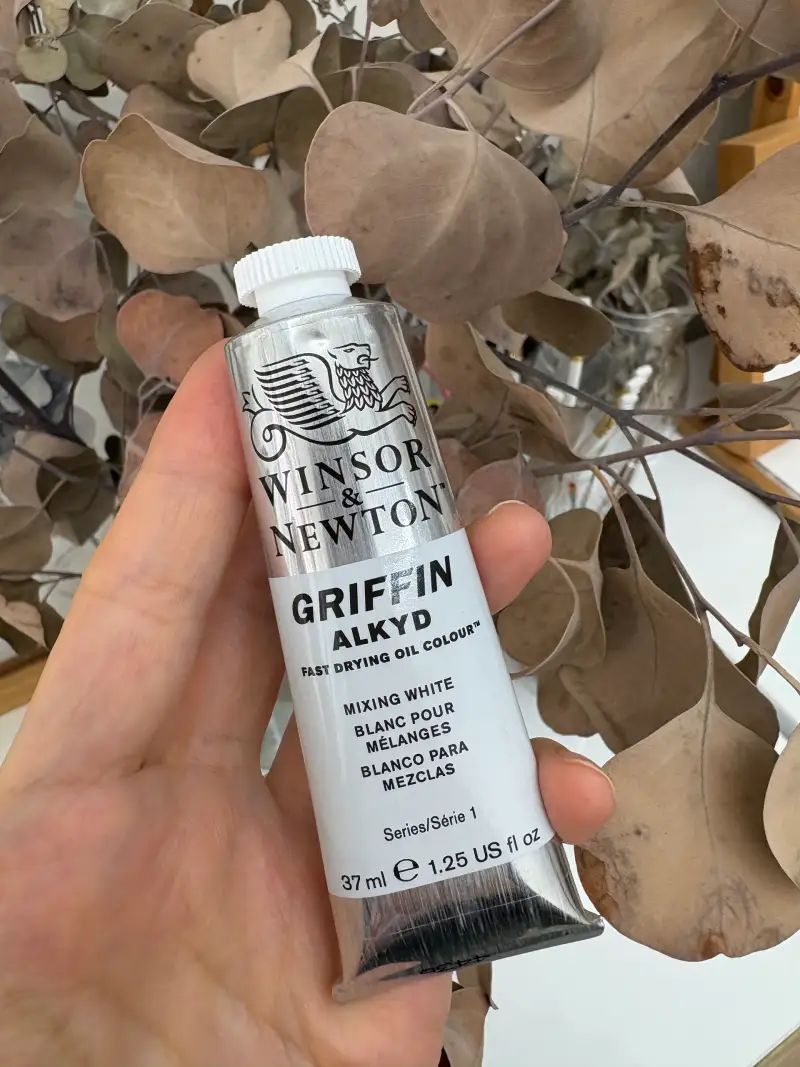 WINSOR
&
NEWTON™
GRIFFIN
ALKYD
FAST DRYING OIL COLOUR™
MIXING WHITE
BLANC POUR
MÉLANGES
BLANCO PARA
MEZCLAS
Series/Série 1
37 ml ℮ 1.25 US fl oz